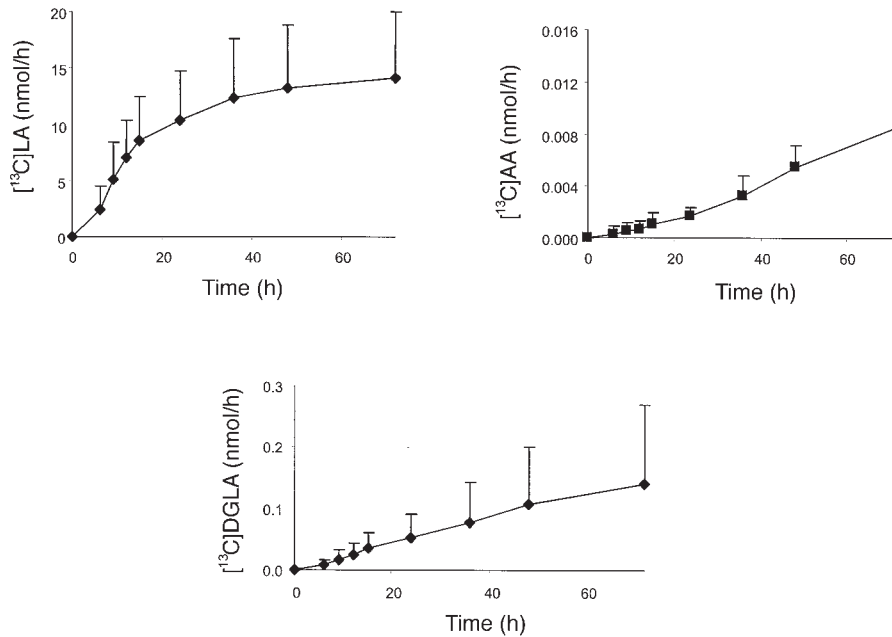 [¹³C]LA (nmol/h)
20
15
10
5
0
0 20 40 60
Time (h)
[¹³C]AA (nmol/h)
0.016
0.012
0.008
0.004
0.000
0 20 40 60
Time (h)
[¹³C]DGLA (nmol/h)
0.3
0.2
0.1
0.0
0 20 40 60
Time (h)